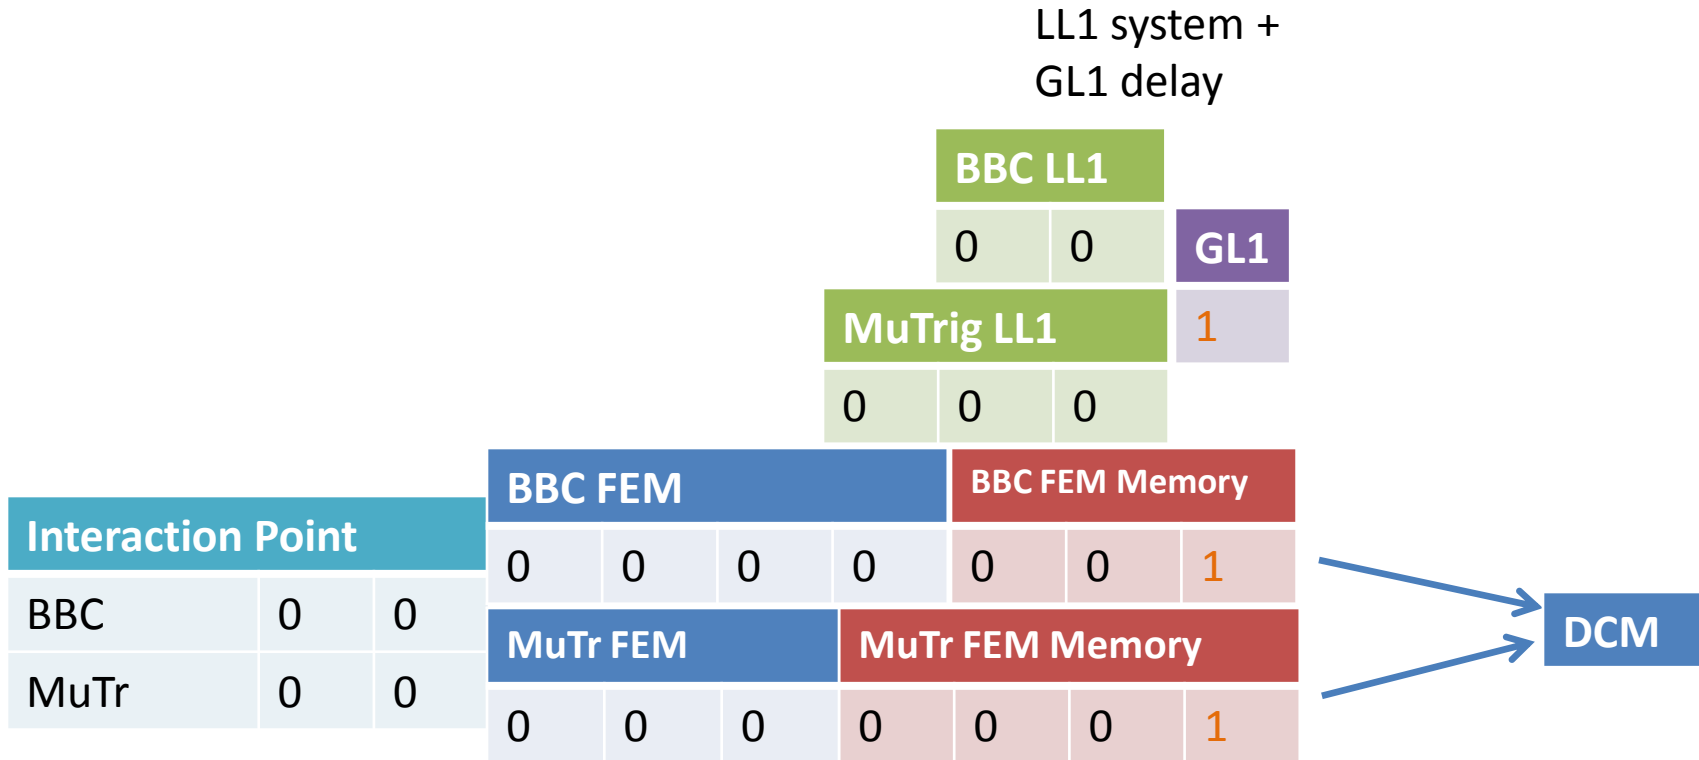 LL1 system +
GL1 delay
BBC LL1
0 0
GL1
1
MuTrig LL1
0 0 0
BBC FEM
BBC FEM Memory
0 0 0 0 0 0 1
Interaction Point
BBC 0 0
MuTr 0 0
MuTr FEM
MuTr FEM Memory
0 0 0 0 0 0 1
DCM